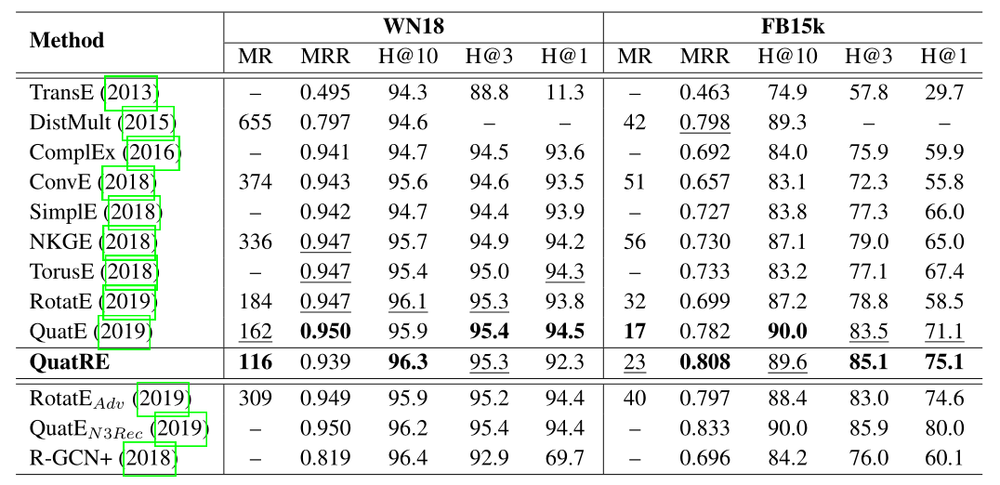 Method WN18 FB15k
MR MRR H@10 H@3 H@1 MR MRR H@10 H@3 H@1
TransE (2013) – 0.495 94.3 88.8 11.3 – 0.463 74.9 57.8 29.7
DistMult (2015) 655 0.797 94.6 – – 42 0.798 89.3 – –
ComplEx (2016) – 0.941 94.7 94.5 93.6 – 0.692 84.0 75.9 59.9
ConvE (2018) 374 0.943 95.6 94.6 93.5 51 0.657 83.1 72.3 55.8
SimplE (2018) – 0.942 94.7 94.4 93.9 – 0.727 83.8 77.3 66.0
NKGE (2018) 336 0.947 95.7 94.9 94.2 56 0.730 87.1 79.0 65.0
TorusE (2018) – 0.947 95.4 95.0 94.3 – 0.733 83.2 77.1 67.4
RotatE (2019) 184 0.947 96.1 95.3 93.8 32 0.699 87.2 78.8 58.5
QuatE (2019) 162 0.950 95.9 95.4 94.5 17 0.782 90.0 83.5 71.1
QuatRE 116 0.939 96.3 95.3 92.3 23 0.808 89.6 85.1 75.1
RotatE_Adv (2019) 309 0.949 95.9 95.2 94.4 40 0.797 88.4 83.0 74.6
QuatE_N3Rec (2019) – 0.950 96.2 95.4 94.4 – 0.833 90.0 85.9 80.0
R-GCN+ (2018) – 0.819 96.4 92.9 69.7 – 0.696 84.2 76.0 60.1